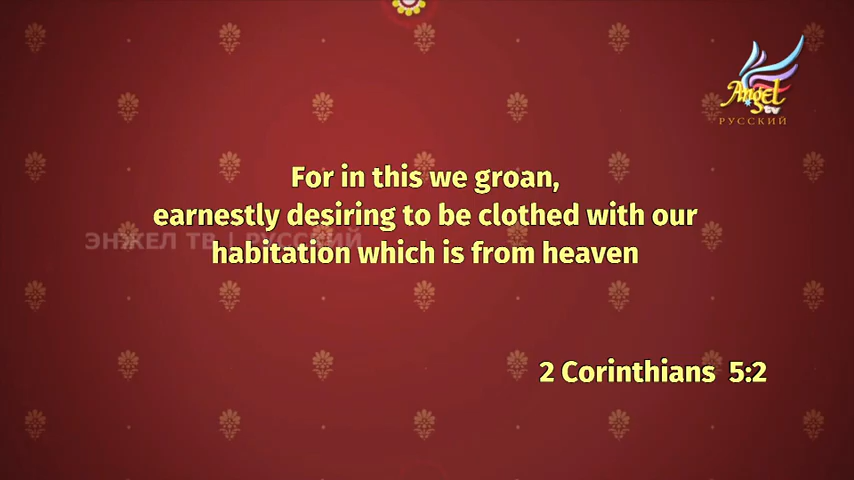 Angel
tv
РУССКИЙ
For in this we groan,
earnestly desiring to be clothed with our
ЭНЖЕЛ ТВ | РУССКИЙ
habitation which is from heaven
2 Corinthians 5:2